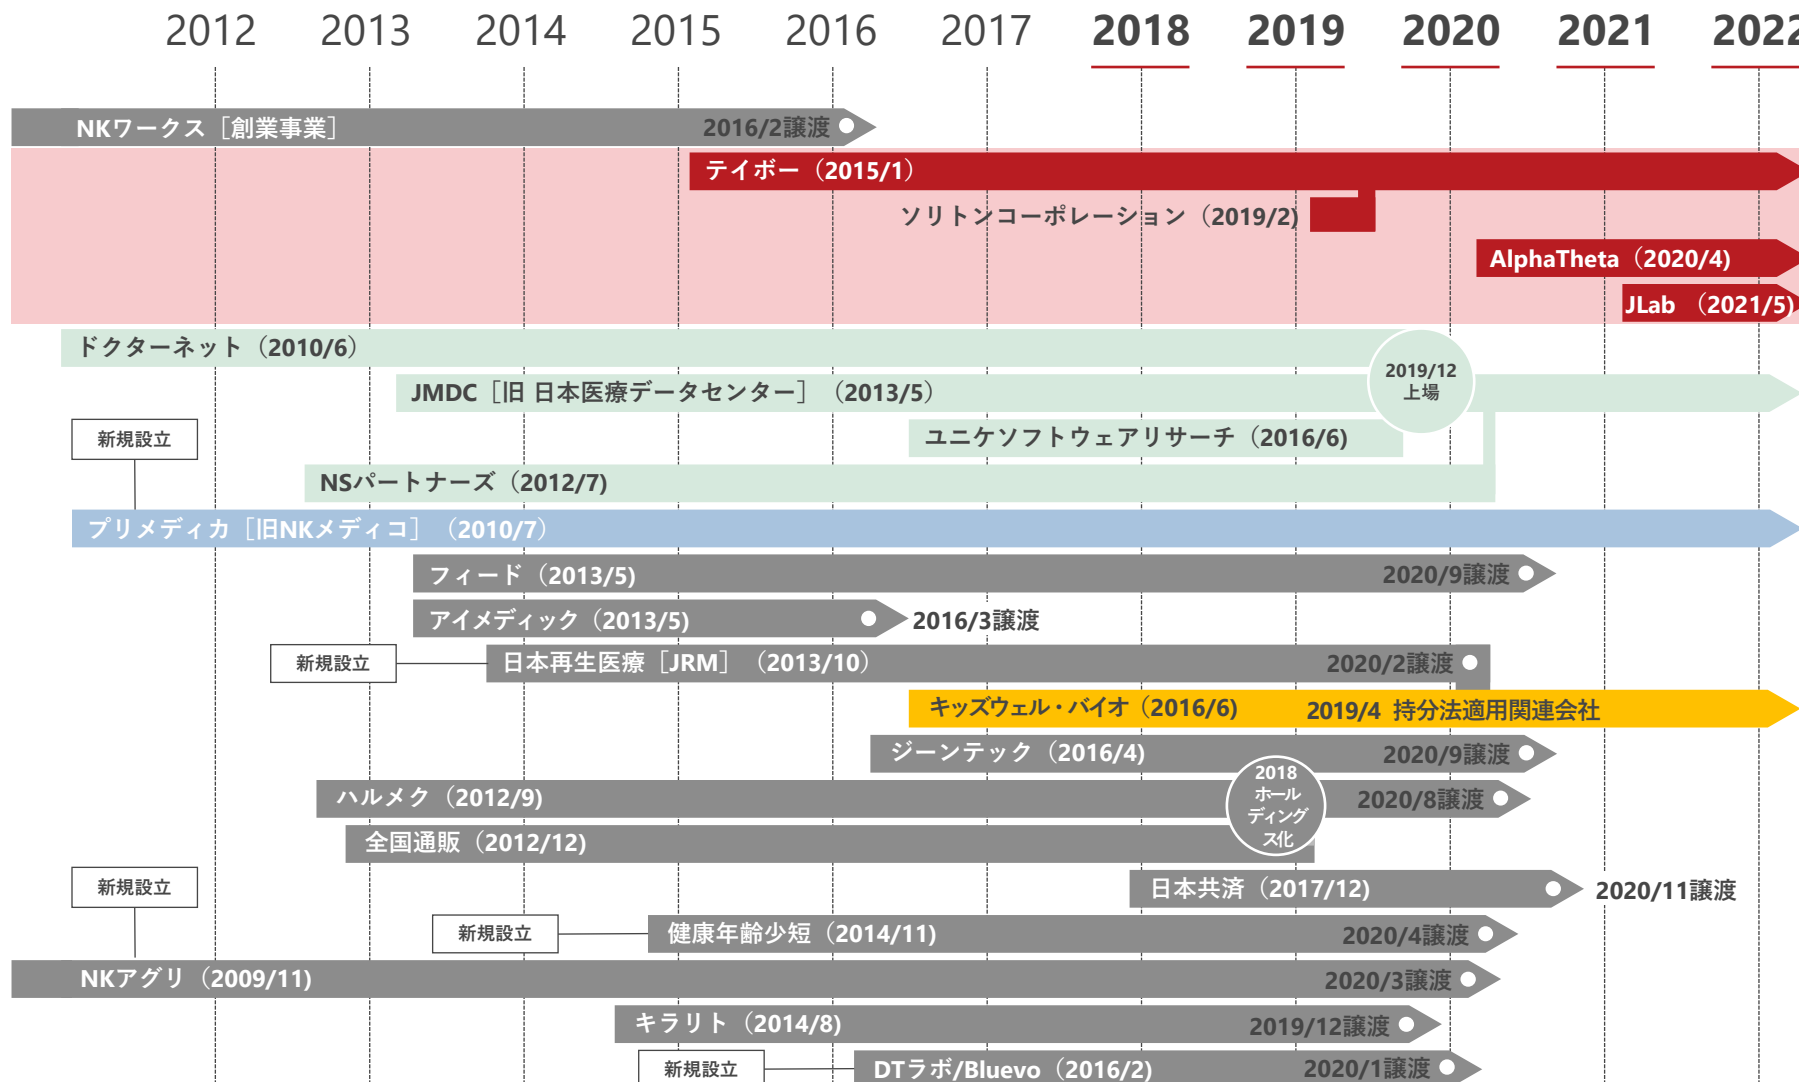 2012 2013 2014 2015 2016 2017 2018 2019 2020 2021 2022
NKワークス［創業事業］ 2016/2譲渡
テイボー（2015/1）
ソリトンコーポレーション（2019/2）
AlphaTheta（2020/4）
JLab （2021/5）
ドクターネット（2010/6）
2019/12
上場
JMDC［旧 日本医療データセンター］（2013/5）
新規設立
ユニケソフトウェアリサーチ（2016/6）
NSパートナーズ（2012/7）
プリメディカ［旧NKメディコ］（2010/7）
フィード（2013/5） 2020/9譲渡
アイメディック（2013/5） 2016/3譲渡
新規設立 日本再生医療［JRM］（2013/10） 2020/2譲渡
キッズウェル・バイオ（2016/6） 2019/4 持分法適用関連会社
ジーンテック（2016/4） 2020/9譲渡
2018
ホール
ディング
ス化
ハルメク（2012/9） 2020/8譲渡
全国通販（2012/12）
新規設立
日本共済（2017/12） 2020/11譲渡
新規設立 健康年齢少短（2014/11） 2020/4譲渡
NKアグリ（2009/11） 2020/3譲渡
キラリト（2014/8） 2019/12譲渡
新規設立 DTラボ/Bluevo（2016/2） 2020/1譲渡